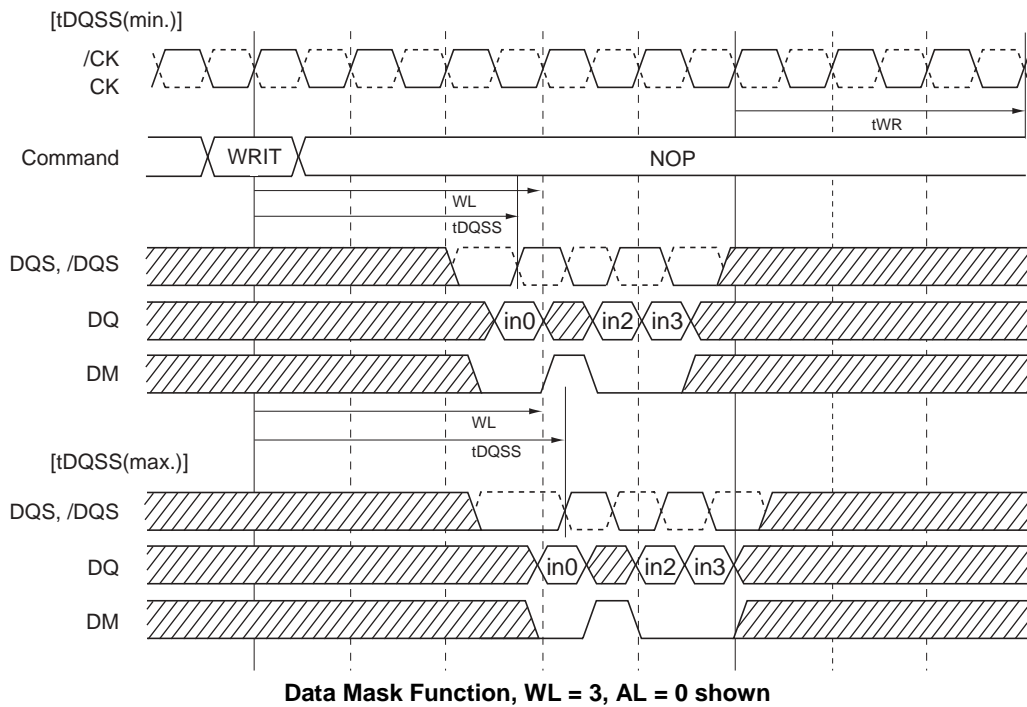 [tDQSS(min.)]
/CK
CK
tWR
Command
WRIT
NOP
WL
tDQSS
DQS, /DQS
DQ
in0
in2
in3
DM
WL
tDQSS
[tDQSS(max.)]
DQS, /DQS
DQ
in0
in2
in3
DM
Data Mask Function, WL = 3, AL = 0 shown